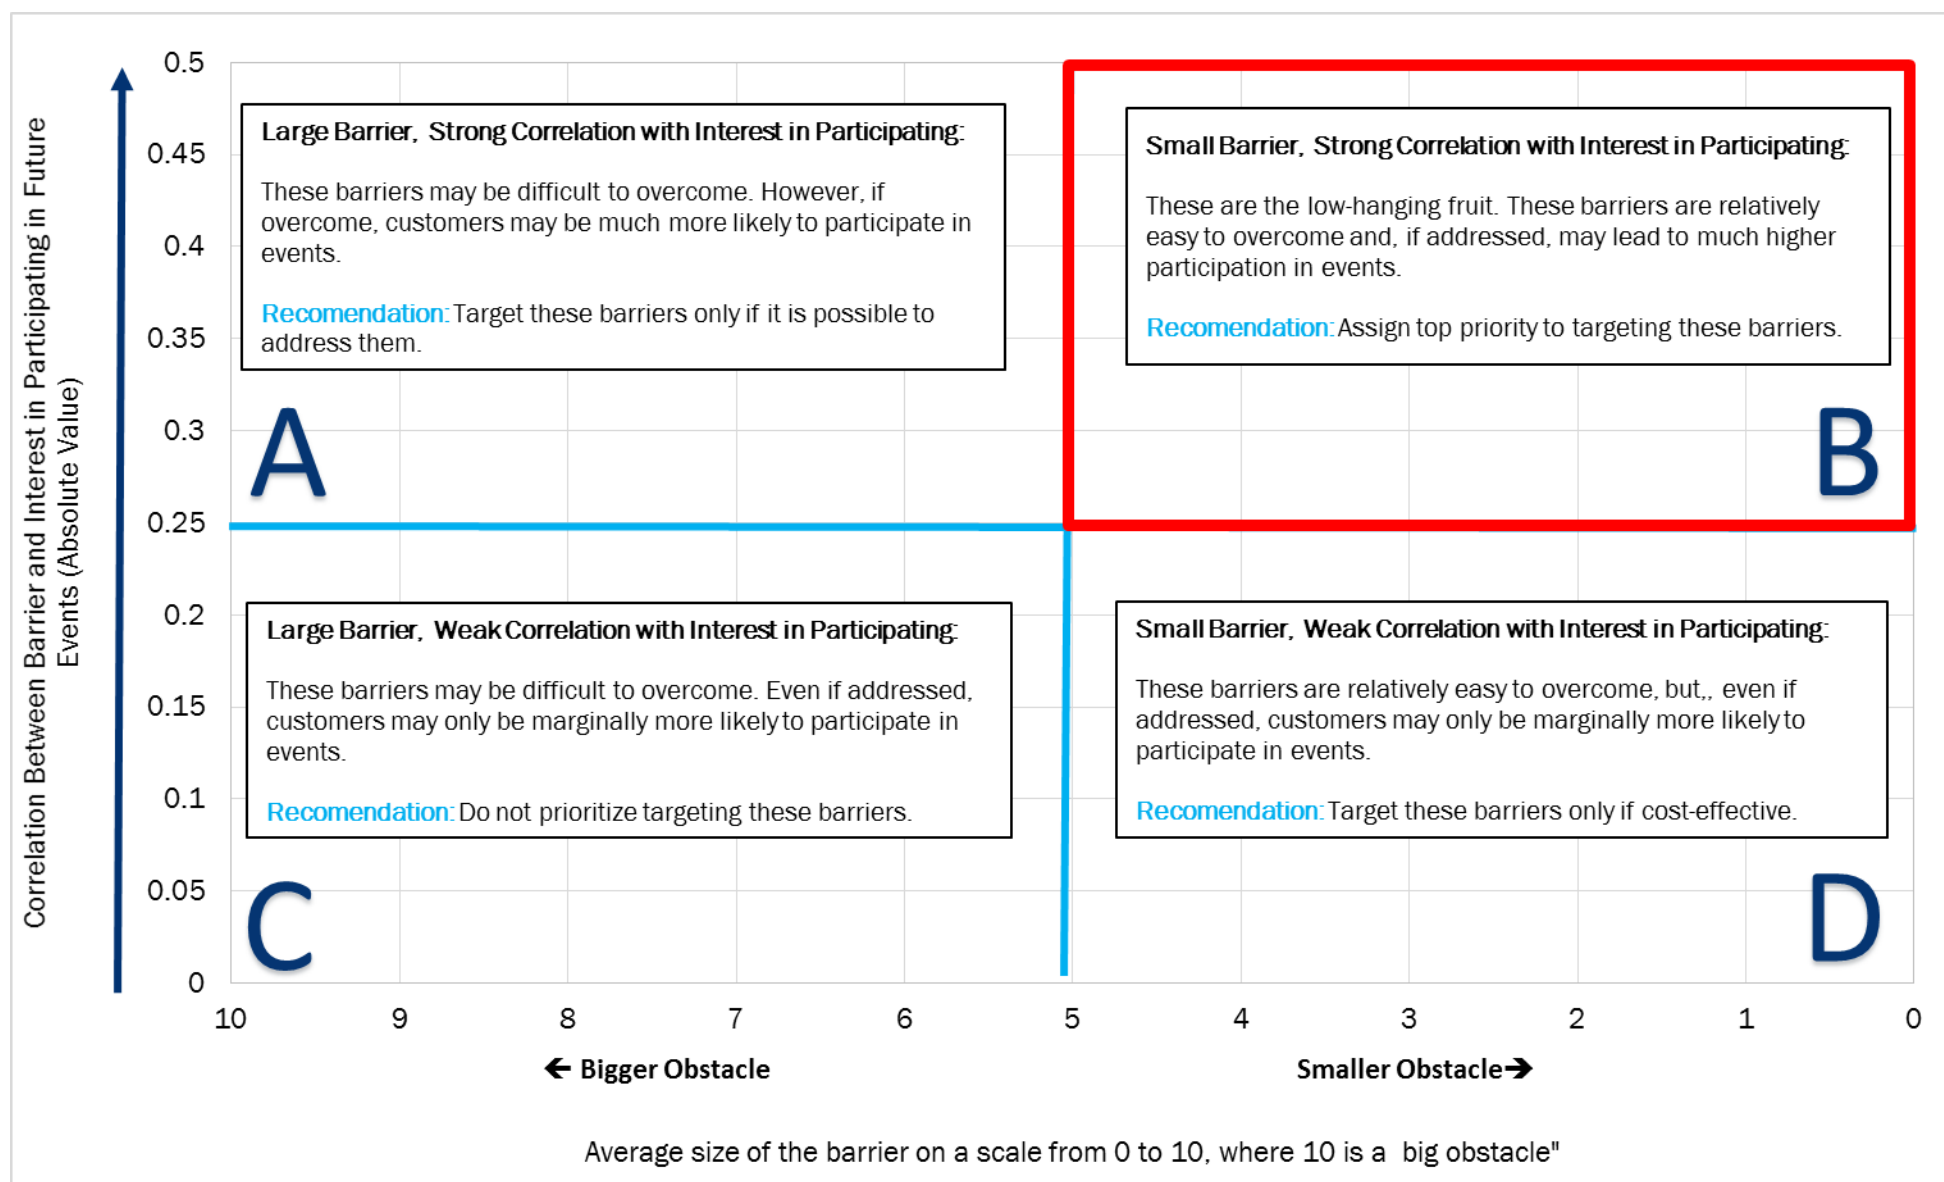 Correlation Between Barrier and Interest in Participating in Future
Events (Absolute Value)
0.5
0.45
0.4
0.35
0.3
0.25
0.2
0.15
0.1
0.05
0
Large Barrier, Strong Correlation with Interest in Participating:
These barriers may be difficult to overcome. However, if
overcome, customers may be much more likely to participate in
events.
Recomendation: Target these barriers only if it is possible to
address them.
A
Small Barrier, Strong Correlation with Interest in Participating:
These are the low-hanging fruit. These barriers are relatively
easy to overcome and, if addressed, may lead to much higher
participation in events.
Recomendation: Assign top priority to targeting these barriers.
B
Large Barrier, Weak Correlation with Interest in Participating:
These barriers may be difficult to overcome. Even if addressed,
customers may only be marginally more likely to participate in
events.
Recomendation: Do not prioritize targeting these barriers.
C
Small Barrier, Weak Correlation with Interest in Participating:
These barriers are relatively easy to overcome, but,, even if
addressed, customers may only be marginally more likely to
participate in events.
Recomendation: Target these barriers only if cost-effective.
D
10 9 8 7 6 5 4 3 2 1 0
← Bigger Obstacle Smaller Obstacle→
Average size of the barrier on a scale from 0 to 10, where 10 is a big obstacle"